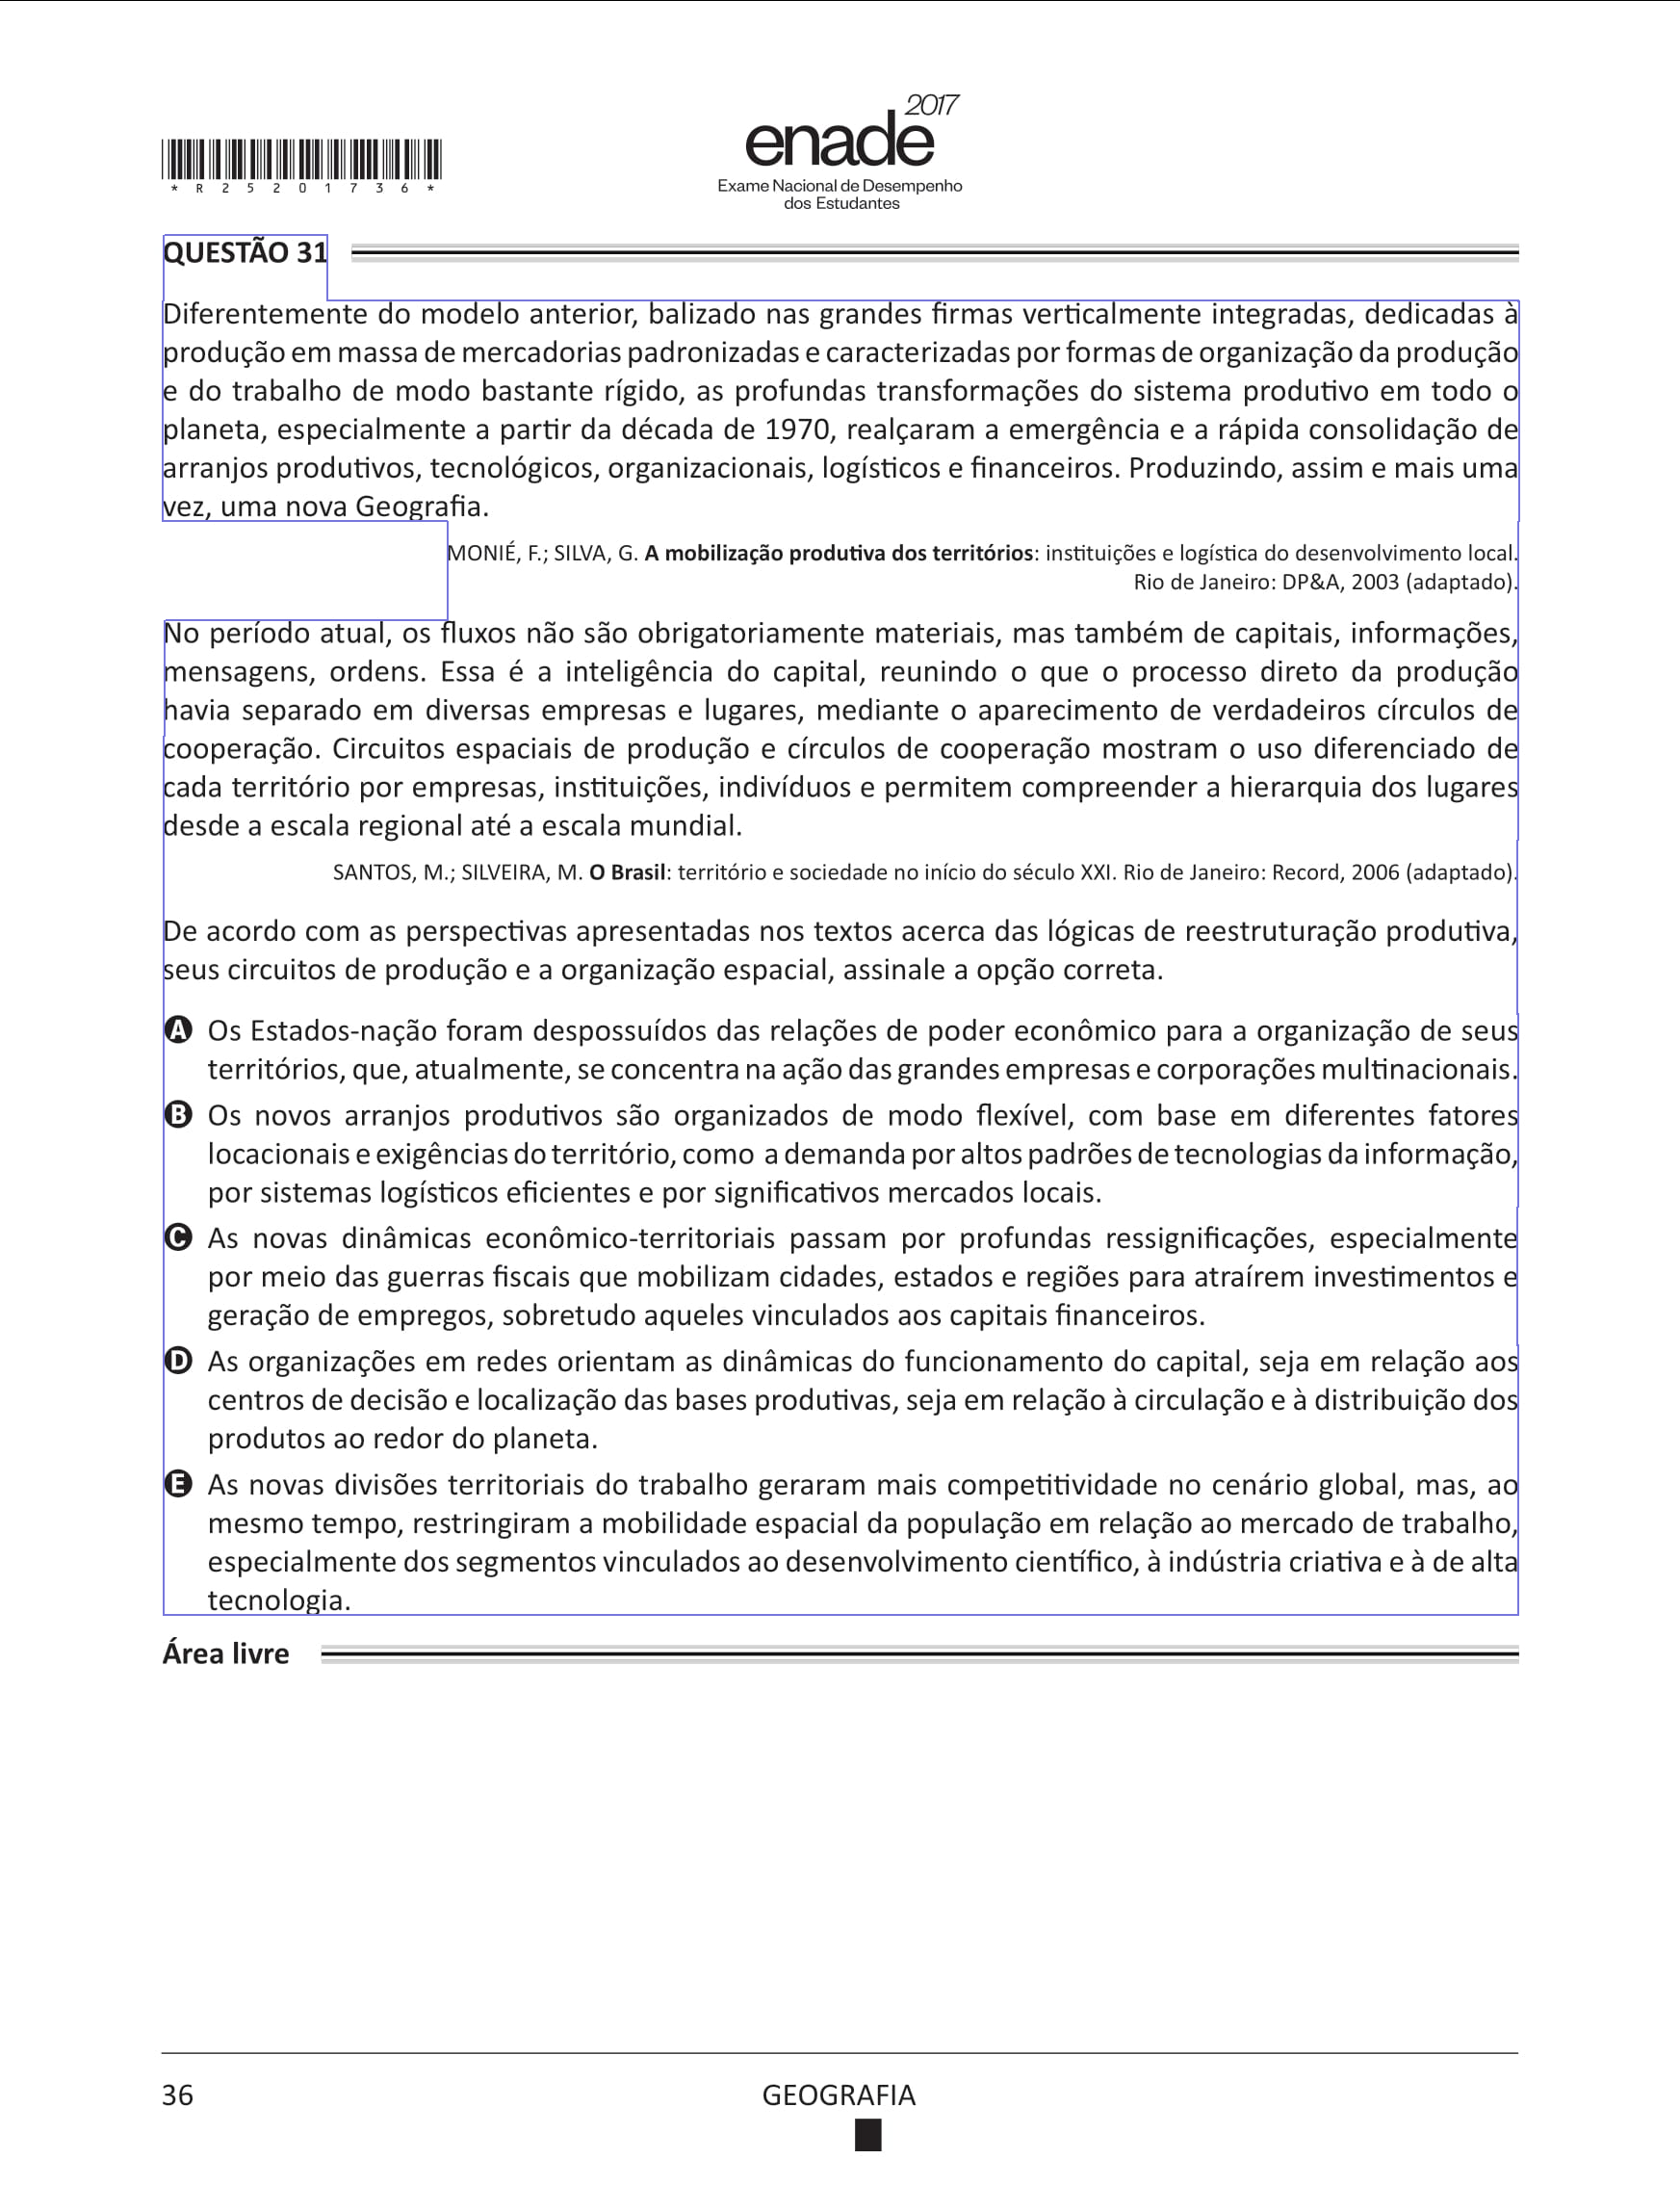 * R 2 5 2 0 1 7 3 6 *
enade 2017
Exame Nacional de Desempenho
dos Estudantes
QUESTÃO 31
Diferentemente do modelo anterior, balizado nas grandes firmas verticalmente integradas, dedicadas à
produção em massa de mercadorias padronizadas e caracterizadas por formas de organização da produção
e do trabalho de modo bastante rígido, as profundas transformações do sistema produtivo em todo o
planeta, especialmente a partir da década de 1970, realçaram a emergência e a rápida consolidação de
arranjos produtivos, tecnológicos, organizacionais, logísticos e financeiros. Produzindo, assim e mais uma
vez, uma nova Geografia.
MONIÉ, F.; SILVA, G. A mobilização produtiva dos territórios: instituições e logística do desenvolvimento local.
Rio de Janeiro: DP&A, 2003 (adaptado).
No período atual, os fluxos não são obrigatoriamente materiais, mas também de capitais, informações,
mensagens, ordens. Essa é a inteligência do capital, reunindo o que o processo direto da produção
havia separado em diversas empresas e lugares, mediante o aparecimento de verdadeiros círculos de
cooperação. Circuitos espaciais de produção e círculos de cooperação mostram o uso diferenciado de
cada território por empresas, instituições, indivíduos e permitem compreender a hierarquia dos lugares
desde a escala regional até a escala mundial.
SANTOS, M.; SILVEIRA, M. O Brasil: território e sociedade no início do século XXI. Rio de Janeiro: Record, 2006 (adaptado).
De acordo com as perspectivas apresentadas nos textos acerca das lógicas de reestruturação produtiva,
seus circuitos de produção e a organização espacial, assinale a opção correta.
A Os Estados-nação foram despossuídos das relações de poder econômico para a organização de seus
territórios, que, atualmente, se concentra na ação das grandes empresas e corporações multinacionais.
B Os novos arranjos produtivos são organizados de modo flexível, com base em diferentes fatores
locacionais e exigências do território, como a demanda por altos padrões de tecnologias da informação,
por sistemas logísticos eficientes e por significativos mercados locais.
C As novas dinâmicas econômico-territoriais passam por profundas ressignificações, especialmente
por meio das guerras fiscais que mobilizam cidades, estados e regiões para atraírem investimentos e
geração de empregos, sobretudo aqueles vinculados aos capitais financeiros.
D As organizações em redes orientam as dinâmicas do funcionamento do capital, seja em relação aos
centros de decisão e localização das bases produtivas, seja em relação à circulação e à distribuição dos
produtos ao redor do planeta.
E As novas divisões territoriais do trabalho geraram mais competitividade no cenário global, mas, ao
mesmo tempo, restringiram a mobilidade espacial da população em relação ao mercado de trabalho,
especialmente dos segmentos vinculados ao desenvolvimento científico, à indústria criativa e à de alta
tecnologia.
Área livre
36
GEOGRAFIA